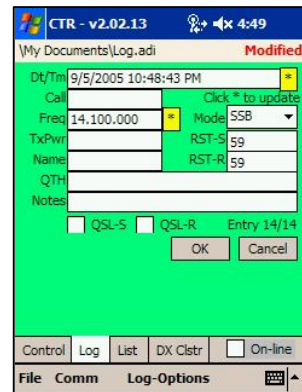 CTR - v2.02.13 4:49
\My Documents\Log.adi Modified
Dt/Tm 9/5/2005 10:48:43 PM *
Call Click * to update
Freq 14.100.000 * Mode SSB
TxPwr RST-S 59
Name RST-R 59
QTH
Notes
QSL-S QSL-R Entry 14/14
OK Cancel
Control Log List DX Clstr On-line
File Comm Log-Options